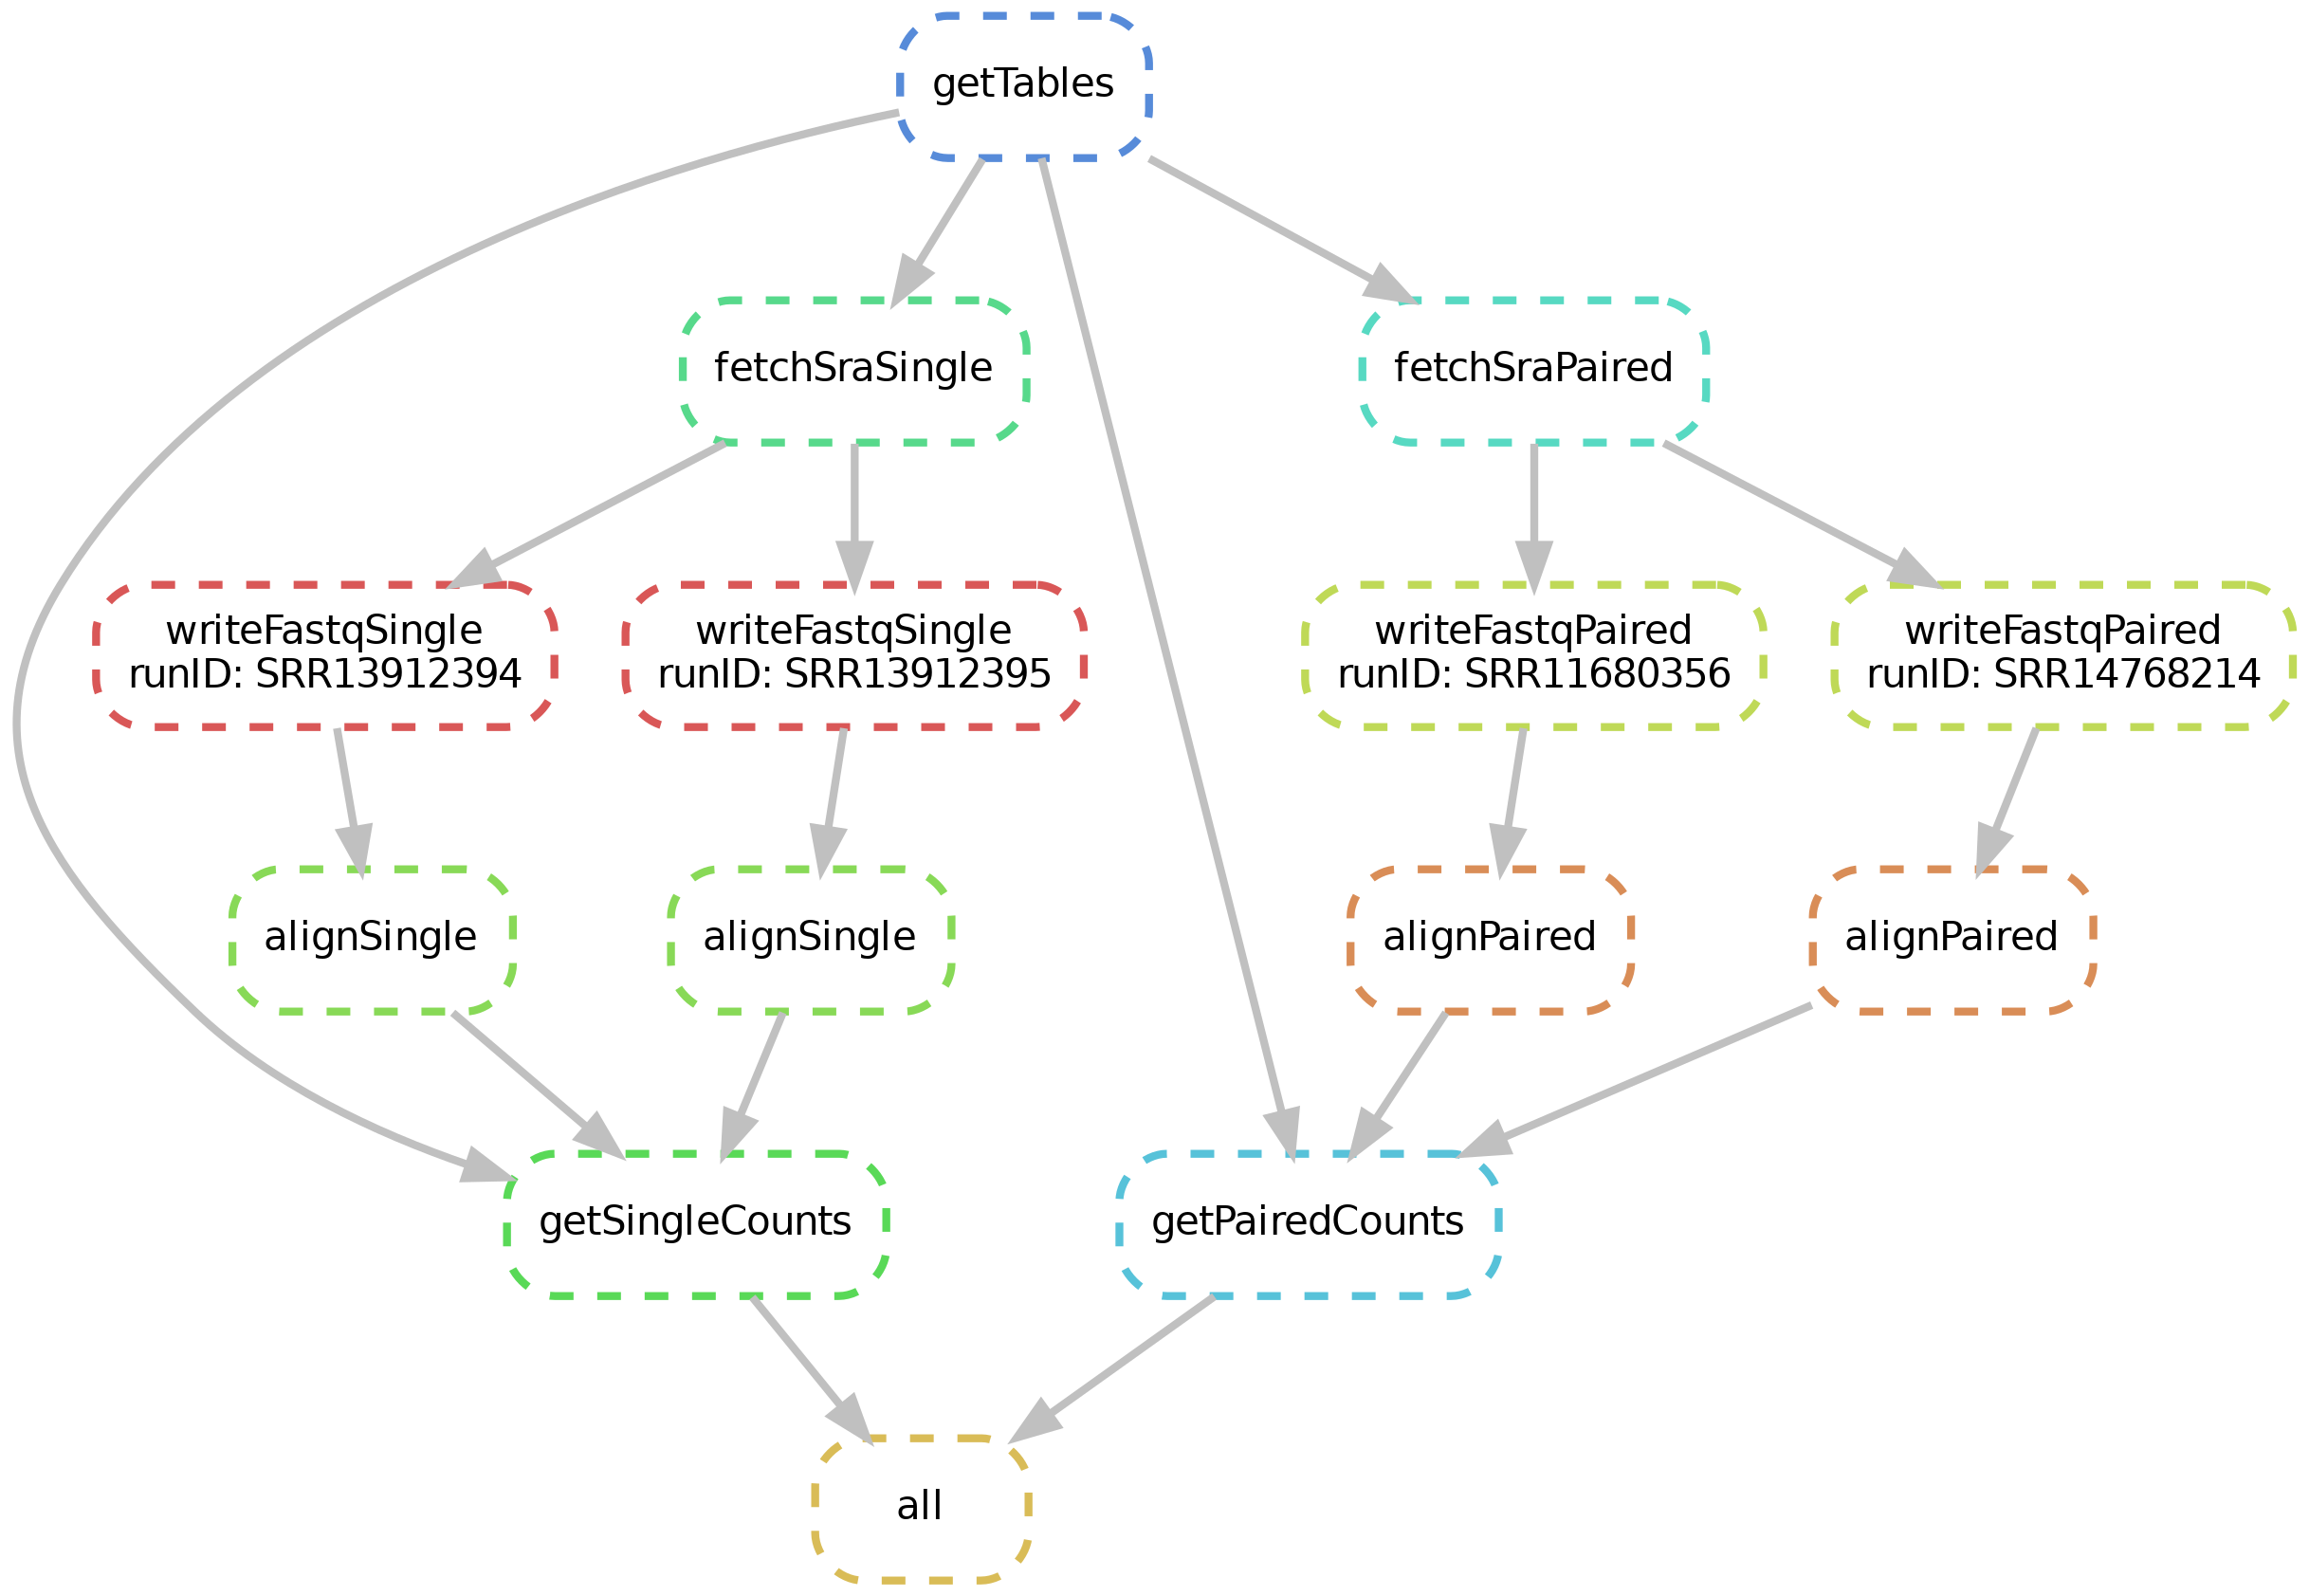 getTables
fetchSraSingle
fetchSraPaired
writeFastqSingle
runID: SRR13912394
writeFastqSingle
runID: SRR13912395
writeFastqPaired
runID: SRR11680356
writeFastqPaired
runID: SRR14768214
alignSingle
alignSingle
alignPaired
alignPaired
getSingleCounts
getPairedCounts
all